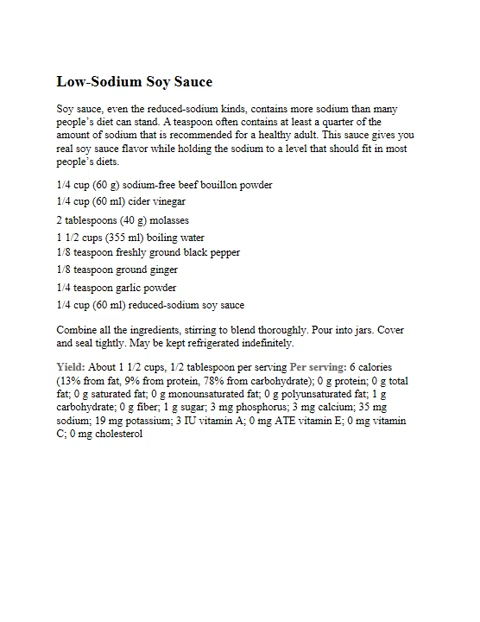 Low-Sodium Soy Sauce
Soy sauce, even the reduced-sodium kinds, contains more sodium than many
people’s diet can stand. A teaspoon often contains at least a quarter of the
amount of sodium that is recommended for a healthy adult. This sauce gives you
real soy sauce flavor while holding the sodium to a level that should fit in most
people’s diets.
1/4 cup (60 g) sodium-free beef bouillon powder
1/4 cup (60 ml) cider vinegar
2 tablespoons (40 g) molasses
1 1/2 cups (355 ml) boiling water
1/8 teaspoon freshly ground black pepper
1/8 teaspoon ground ginger
1/4 teaspoon garlic powder
1/4 cup (60 ml) reduced-sodium soy sauce
Combine all the ingredients, stirring to blend thoroughly. Pour into jars. Cover
and seal tightly. May be kept refrigerated indefinitely.
Yield: About 1 1/2 cups, 1/2 tablespoon per serving Per serving: 6 calories
(13% from fat, 9% from protein, 78% from carbohydrate); 0 g protein; 0 g total
fat; 0 g saturated fat; 0 g monounsaturated fat; 0 g polyunsaturated fat; 1 g
carbohydrate; 0 g fiber; 1 g sugar; 3 mg phosphorus; 3 mg calcium; 35 mg
sodium; 19 mg potassium; 3 IU vitamin A; 0 mg ATE vitamin E; 0 mg vitamin
C; 0 mg cholesterol